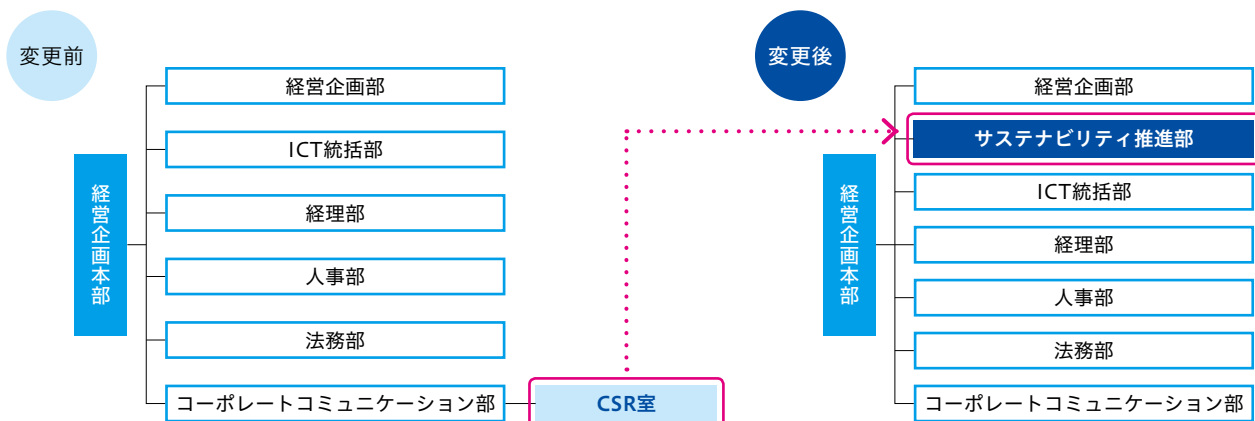 変更前
経営企画本部
経営企画部
ICT統括部
経理部
人事部
法務部
コーポレートコミュニケーション部
CSR室
変更後
経営企画本部
経営企画部
サステナビリティ推進部
ICT統括部
経理部
人事部
法務部
コーポレートコミュニケーション部